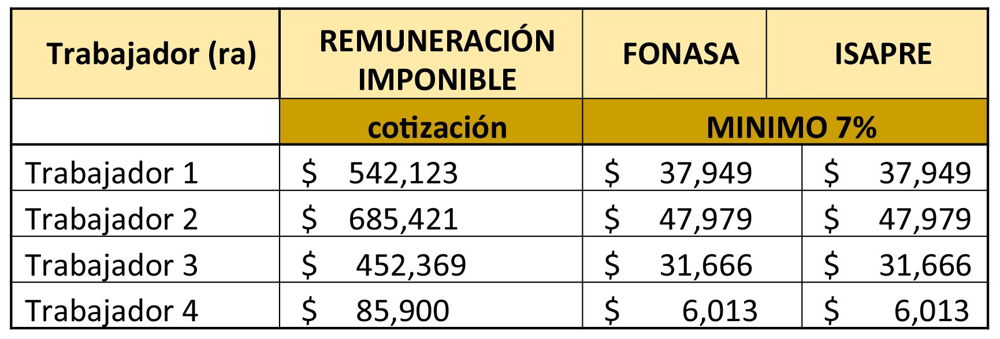 Trabajador (ra) REMUNERACIÓN IMPONIBLE FONASA ISAPRE
cotización MINIMO 7%
Trabajador 1 $ 542,123 $ 37,949 $ 37,949
Trabajador 2 $ 685,421 $ 47,979 $ 47,979
Trabajador 3 $ 452,369 $ 31,666 $ 31,666
Trabajador 4 $ 85,900 $ 6,013 $ 6,013